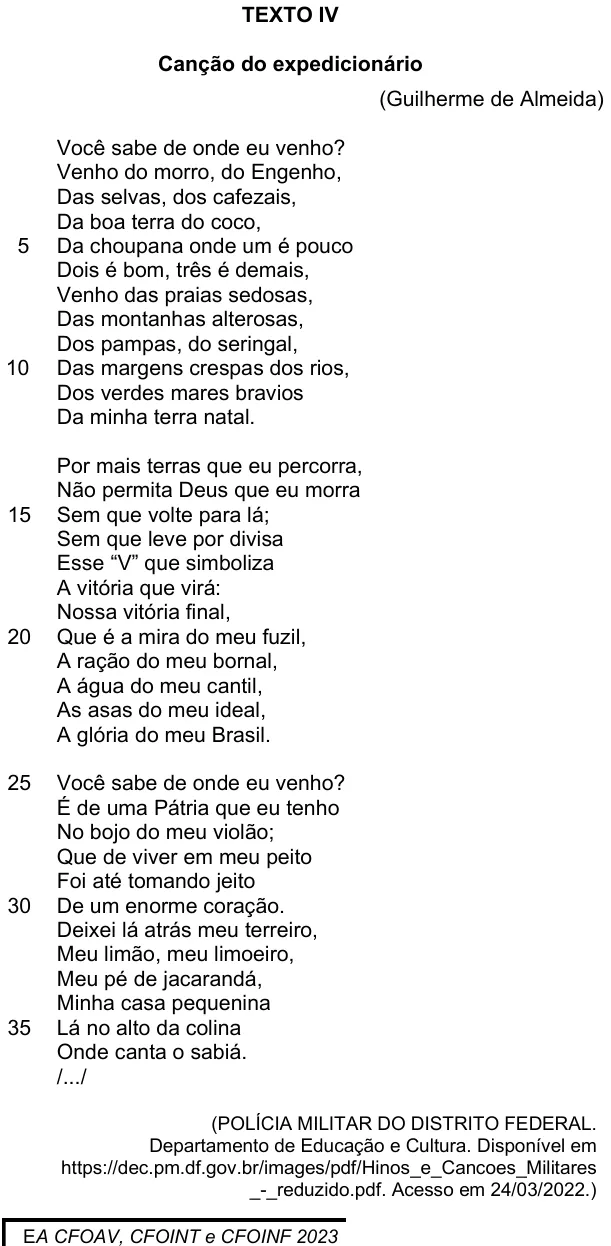 TEXTO IV
Canção do expedicionário
(Guilherme de Almeida)
Você sabe de onde eu venho?
Venho do morro, do Engenho,
Das selvas, dos cafezais,
Da boa terra do coco,
5 Da choupana onde um é pouco
Dois é bom, três é demais,
Venho das praias sedosas,
Das montanhas alterosas,
Dos pampas, do seringal,
10 Das margens crespas dos rios,
Dos verdes mares bravios
Da minha terra natal.
Por mais terras que eu percorra,
Não permita Deus que eu morra
15 Sem que volte para lá;
Sem que leve por divisa
Esse “V” que simboliza
A vitória que virá:
Nossa vitória final,
20 Que é a mira do meu fuzil,
A ração do meu bornal,
A água do meu cantil,
As asas do meu ideal,
A glória do meu Brasil.
25 Você sabe de onde eu venho?
É de uma Pátria que eu tenho
No bojo do meu violão;
Que de viver em meu peito
Foi até tomando jeito
30 De um enorme coração.
Deixei lá atrás meu terreiro,
Meu limão, meu limoeiro,
Meu pé de jacarandá,
Minha casa pequenina
35 Lá no alto da colina
Onde canta o sabiá.
/.../
(POLÍCIA MILITAR DO DISTRITO FEDERAL.
Departamento de Educação e Cultura. Disponível em
https://dec.pm.df.gov.br/images/pdf/Hinos_e_Cancoes_Militares
_-_reduzido.pdf. Acesso em 24/03/2022.)
EA CFOAV, CFOINT e CFOINF 2023